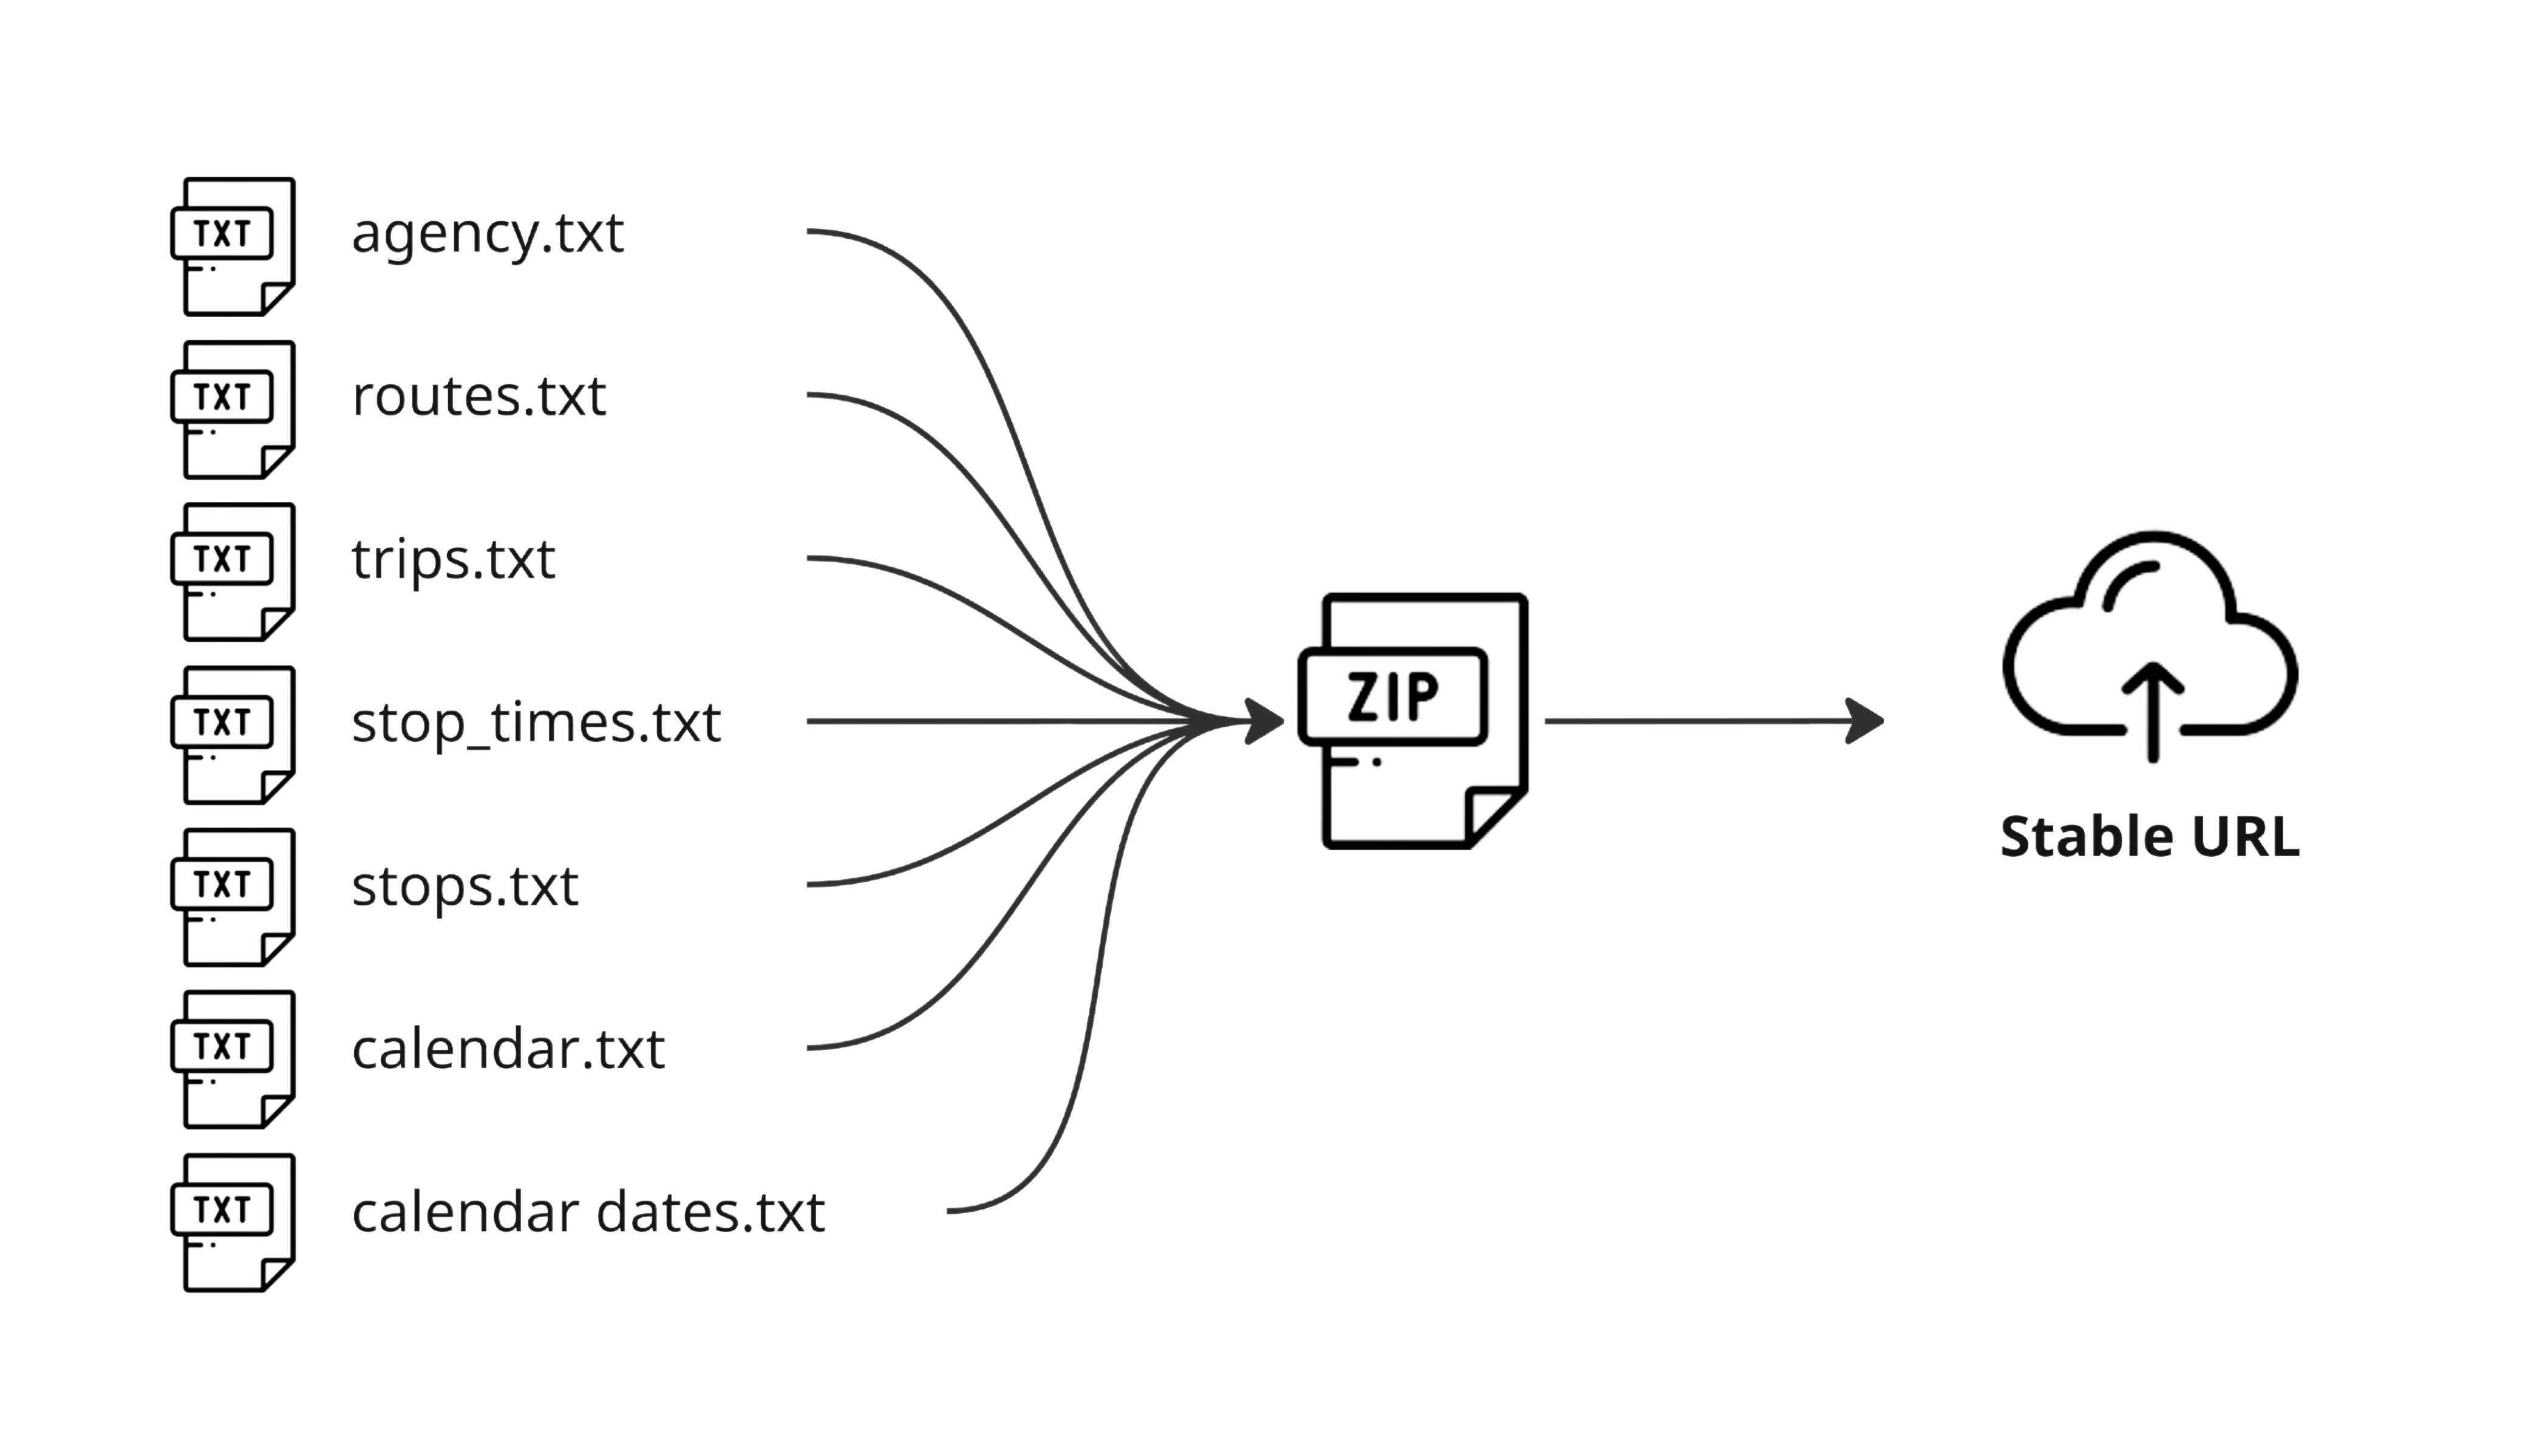 TXT agency.txt
TXT routes.txt
TXT trips.txt
TXT stop_times.txt
TXT stops.txt
TXT calendar.txt
TXT calendar dates.txt
ZIP
Stable URL